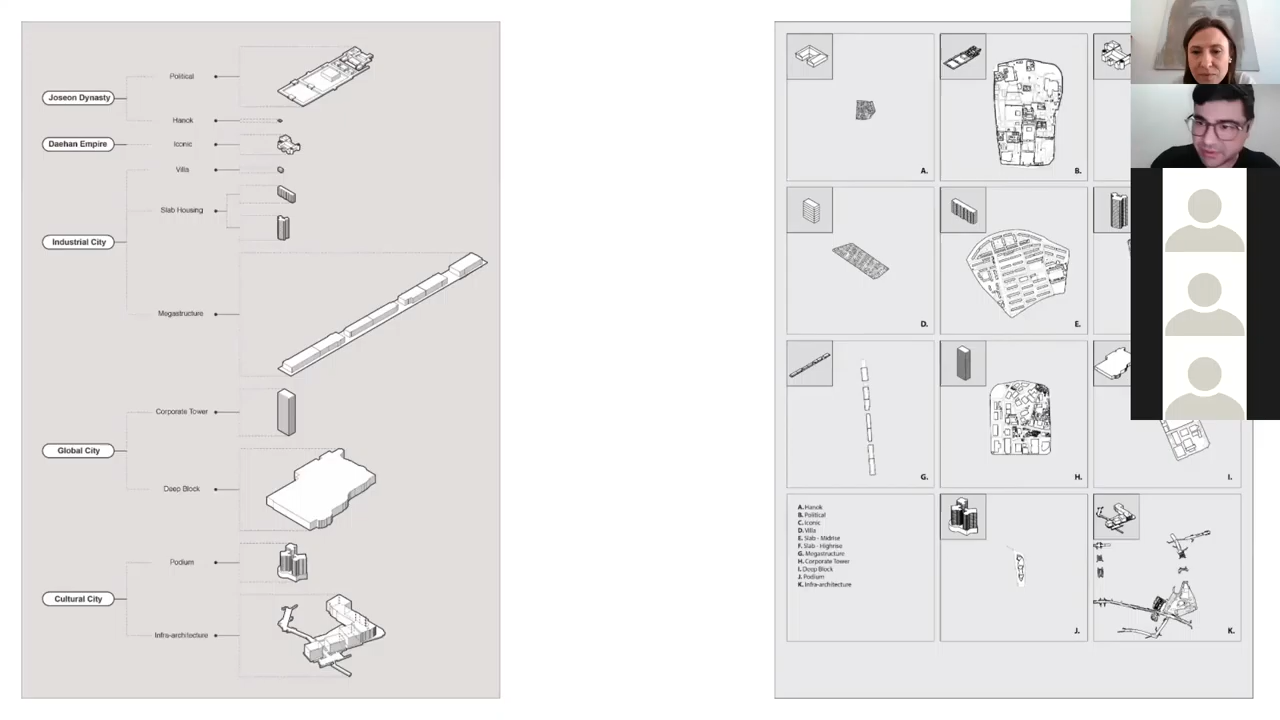 Political
Joseon Dynasty
Hanok
Daehan Empire
Iconic
Villa
Slab Housing
Industrial City
Megastructure
Corporate Tower
Global City
Deep Block
Podium
Cultural City
Infra-architecture
A.
B.
D.
E.
G.
H.
I.
A. Hanok
B. Political
C. Iconic
D. Villa
E. Slab - Midrise
F. Slab - Highrise
G. Megastructure
H. Corporate Tower
I. Deep Block
J. Podium
K. Infra-architecture
J.
K.